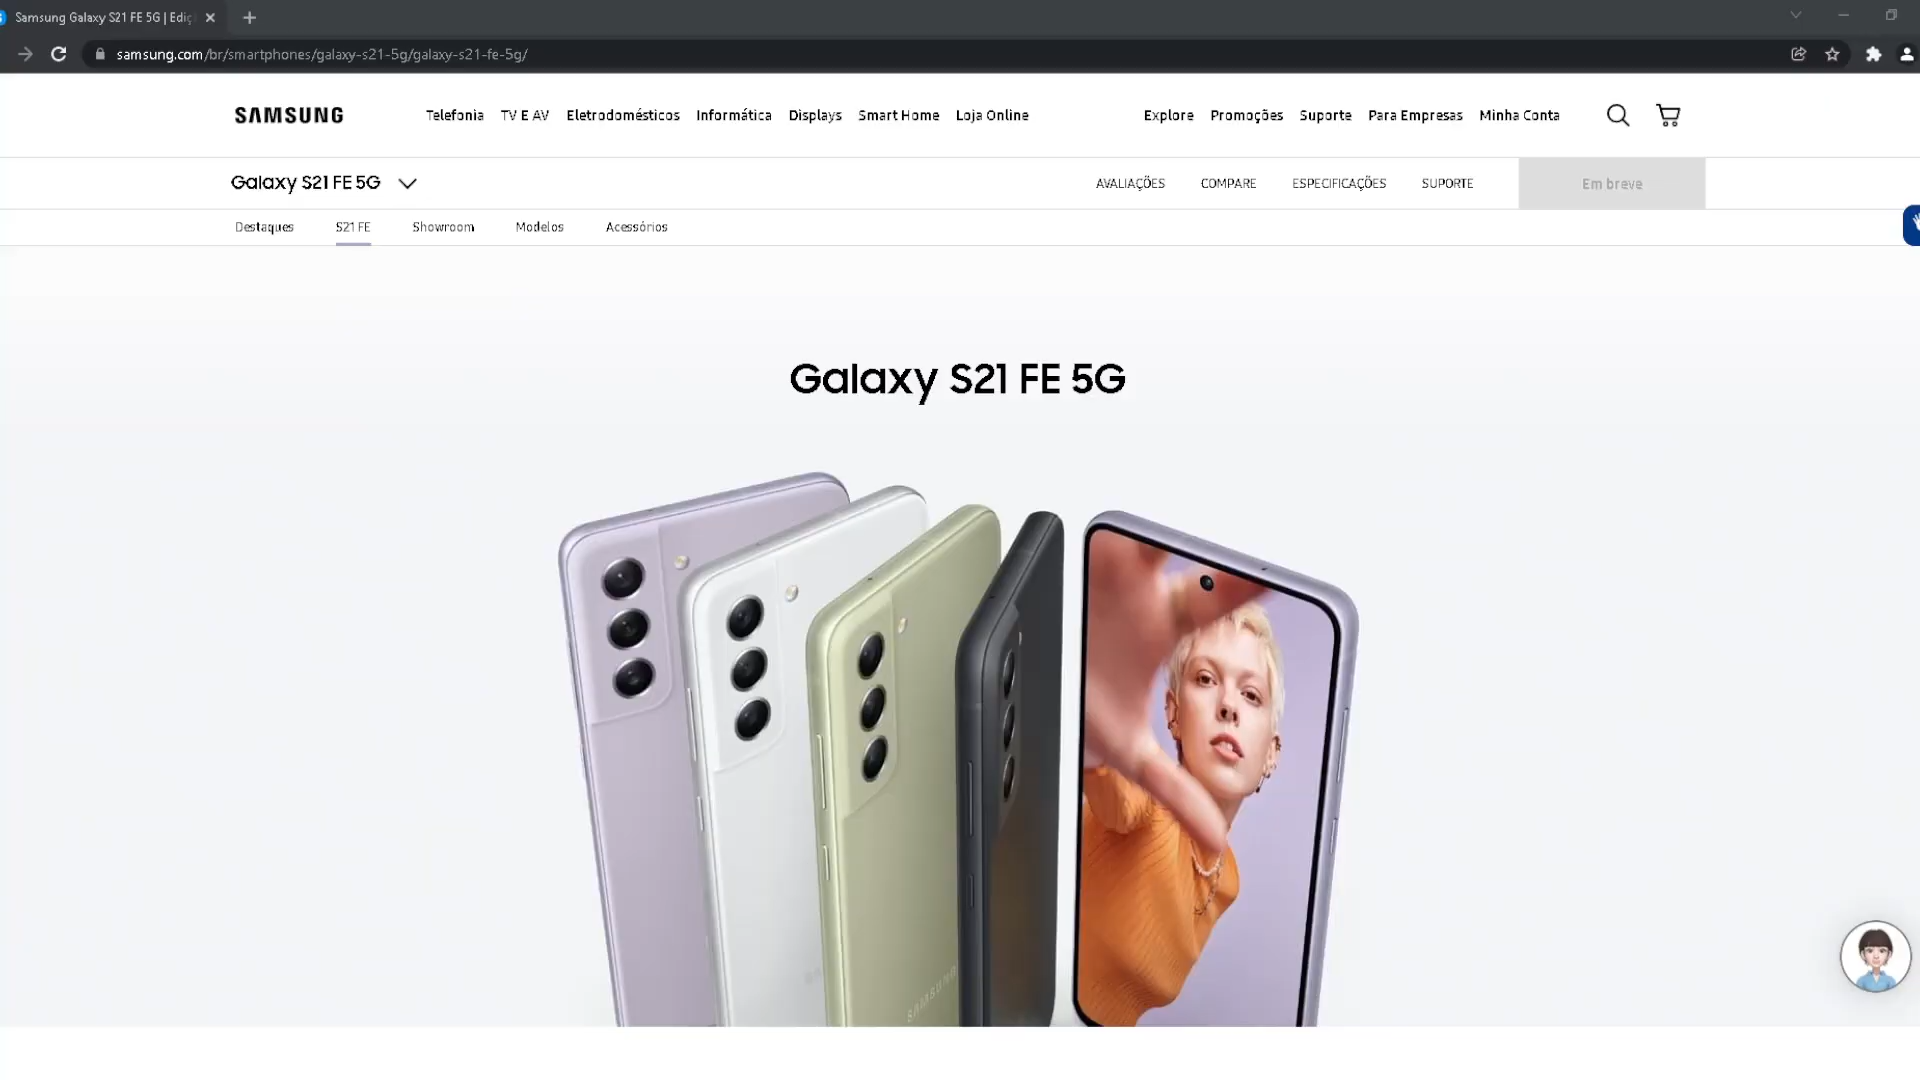 Samsung Galaxy S21 FE 5G | Ediç
samsung.com/br/smartphones/galaxy-s21-5g/galaxy-s21-fe-5g/
SAMSUNG Telefonia TV E AV Eletrodomésticos Informática Displays Smart Home Loja Online Explore Promoções Suporte Para Empresas Minha Conta
Galaxy S21 FE 5G AVALIAÇÕES COMPARE ESPECIFICAÇÕES SUPORTE Em breve
Destaques S21 FE Showroom Modelos Acessórios
Galaxy S21 FE 5G
SAMSUNG